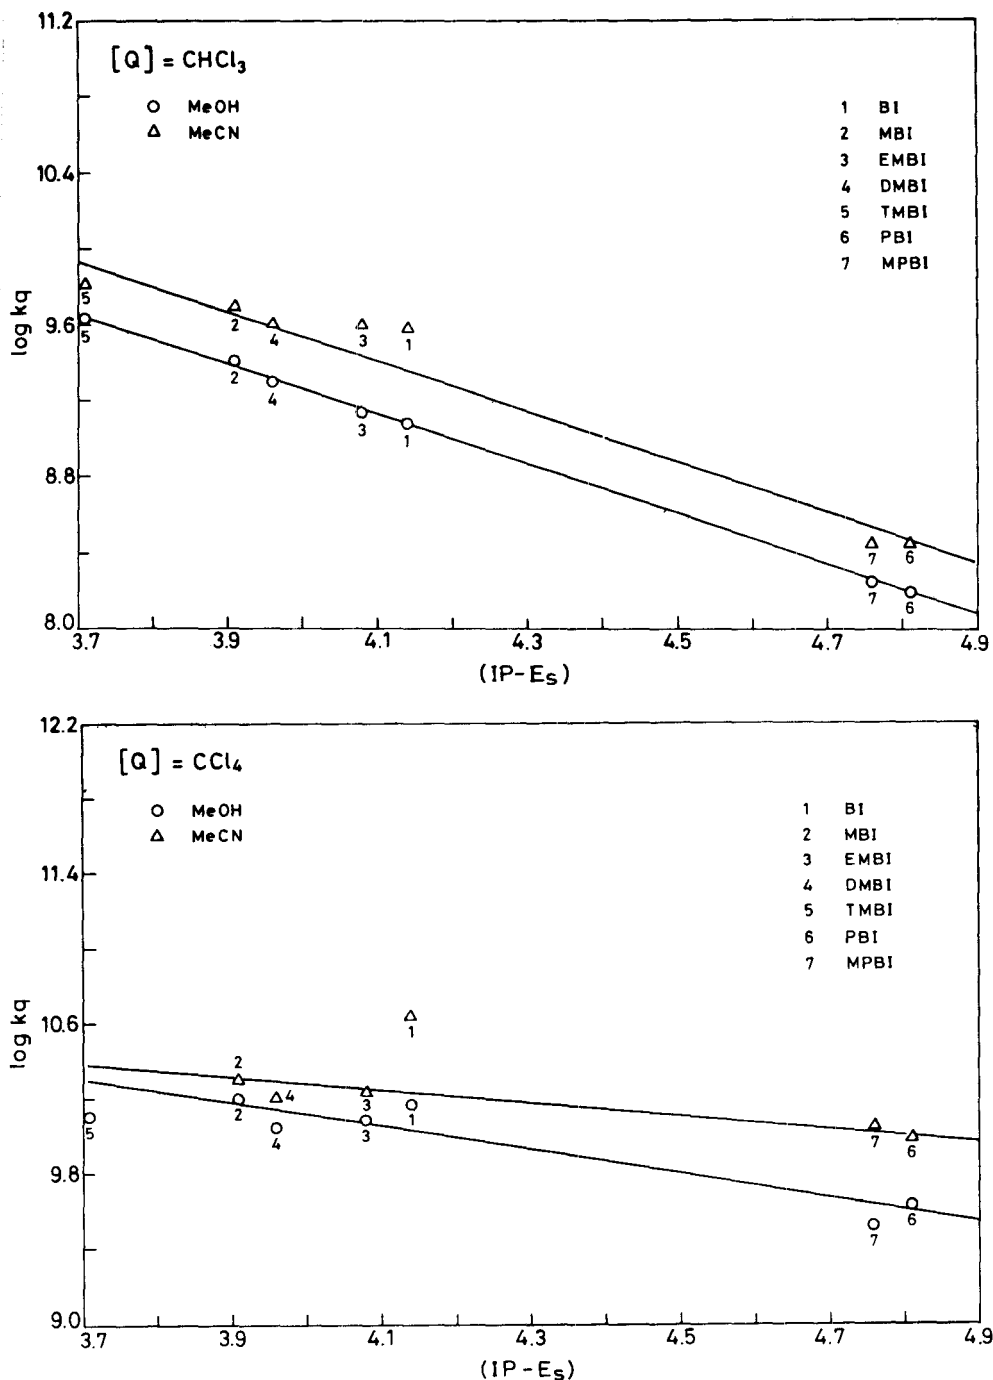 11.2
[Q] = CHCl₃
○ MeOH
△ MeCN
1 BI
2 MBI
3 EMBI
4 DMBI
5 TMBI
6 PBI
7 MPBI
10.4
9.6
8.8
8.0
log kq
5
2
4
3
1
5
2
4
3
1
7
6
7
6
3.7
3.9
4.1
4.3
4.5
4.7
4.9
(IP-Es)
12.2
[Q] = CCl₄
○ MeOH
△ MeCN
1 BI
2 MBI
3 EMBI
4 DMBI
5 TMBI
6 PBI
7 MPBI
11.4
10.6
9.8
9.0
log kq
1
2
4
3
5
2
4
3
1
7
6
7
6
3.7
3.9
4.1
4.3
4.5
4.7
4.9
(IP-Es)